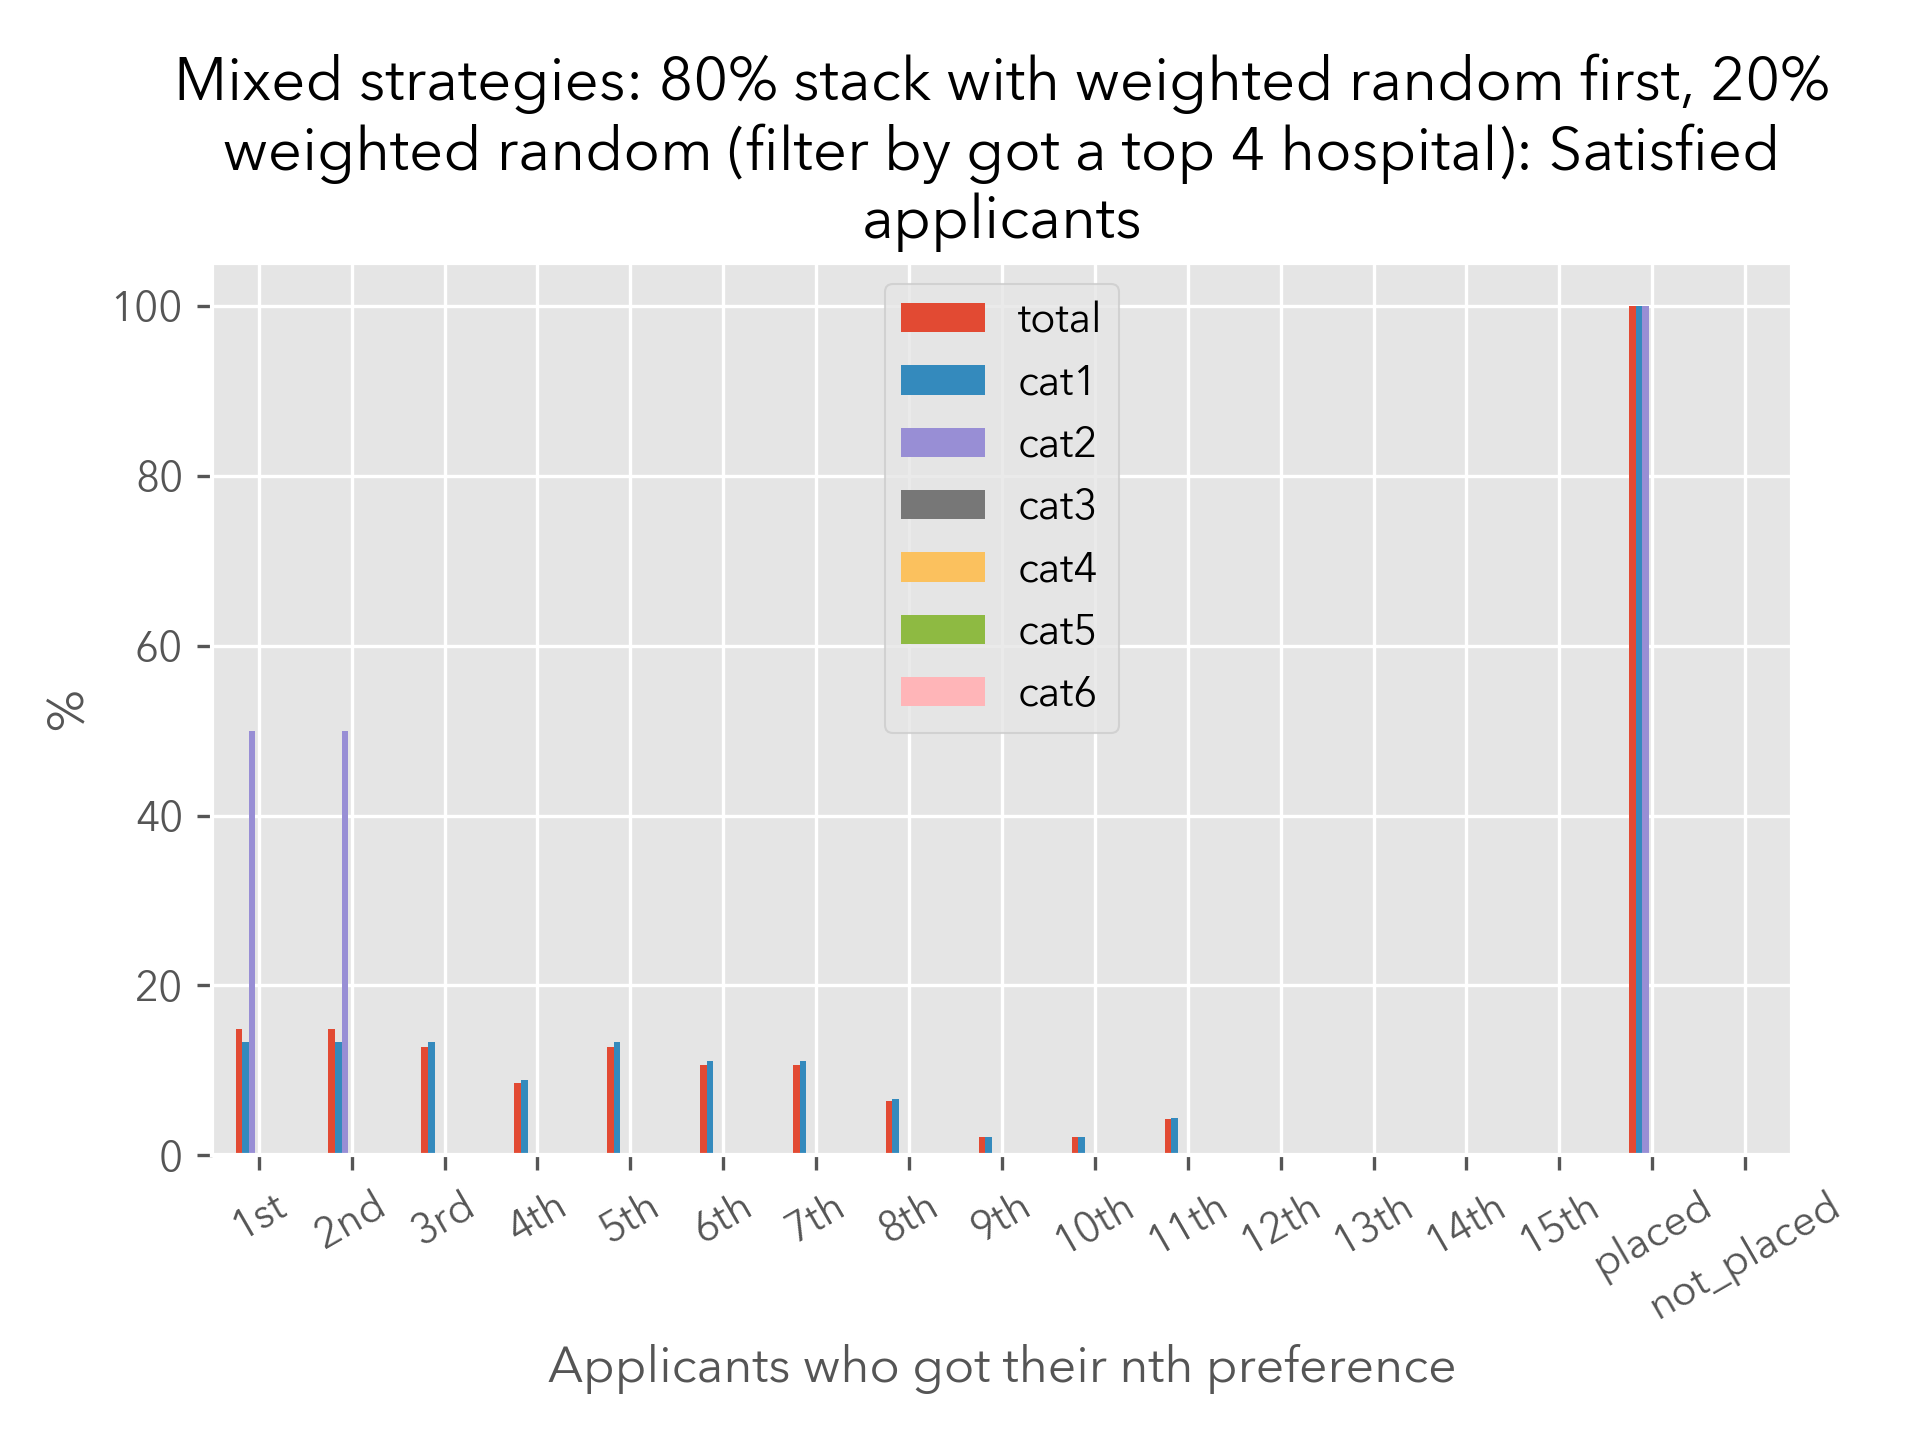 Mixed strategies: 80% stack with weighted random first, 20%
weighted random (filter by got a top 4 hospital): Satisfied
applicants
100
80
60
40
20
0
%
total
cat1
cat2
cat3
cat4
cat5
cat6
1st
2nd
3rd
4th
5th
6th
7th
8th
9th
10th
11th
12th
13th
14th
15th
placed
not_placed
Applicants who got their nth preference